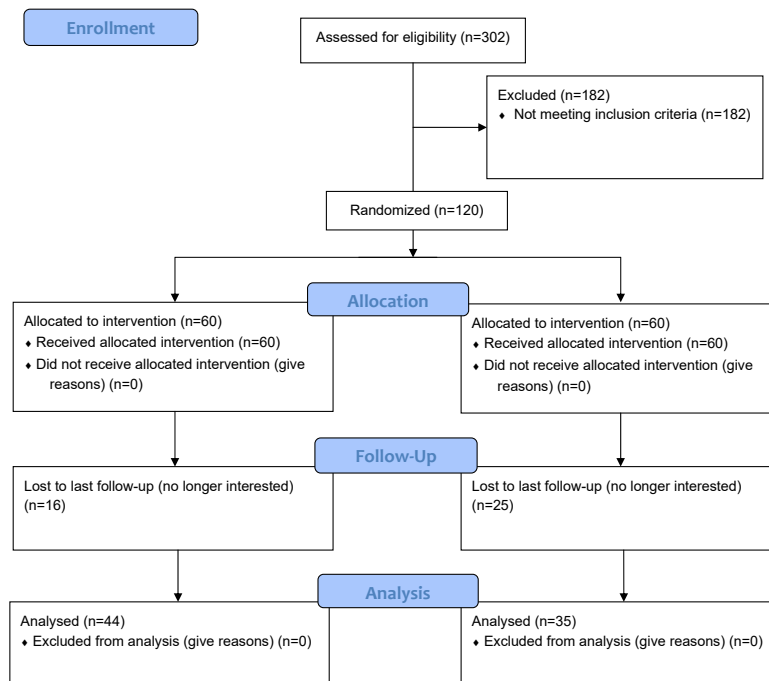 Enrollment
Assessed for eligibility (n=302)
Excluded (n=182)
♦ Not meeting inclusion criteria (n=182)
Randomized (n=120)
Allocation
Allocated to intervention (n=60)
♦ Received allocated intervention (n=60)
♦ Did not receive allocated intervention (give
reasons) (n=0)
Allocated to intervention (n=60)
♦ Received allocated intervention (n=60)
♦ Did not receive allocated intervention (give
reasons) (n=0)
Follow-Up
Lost to last follow-up (no longer interested)
(n=16)
Lost to last follow-up (no longer interested)
(n=25)
Analysis
Analysed (n=44)
♦ Excluded from analysis (give reasons) (n=0)
Analysed (n=35)
♦ Excluded from analysis (give reasons) (n=0)